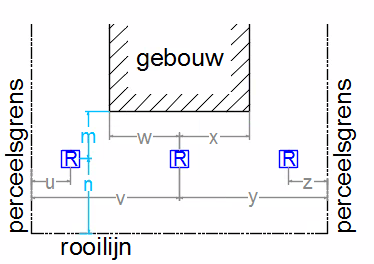 gebouw
perceelsgrens
perceelsgrens
m
w
x
R
R
R
u
n
z
v
y
rooilijn